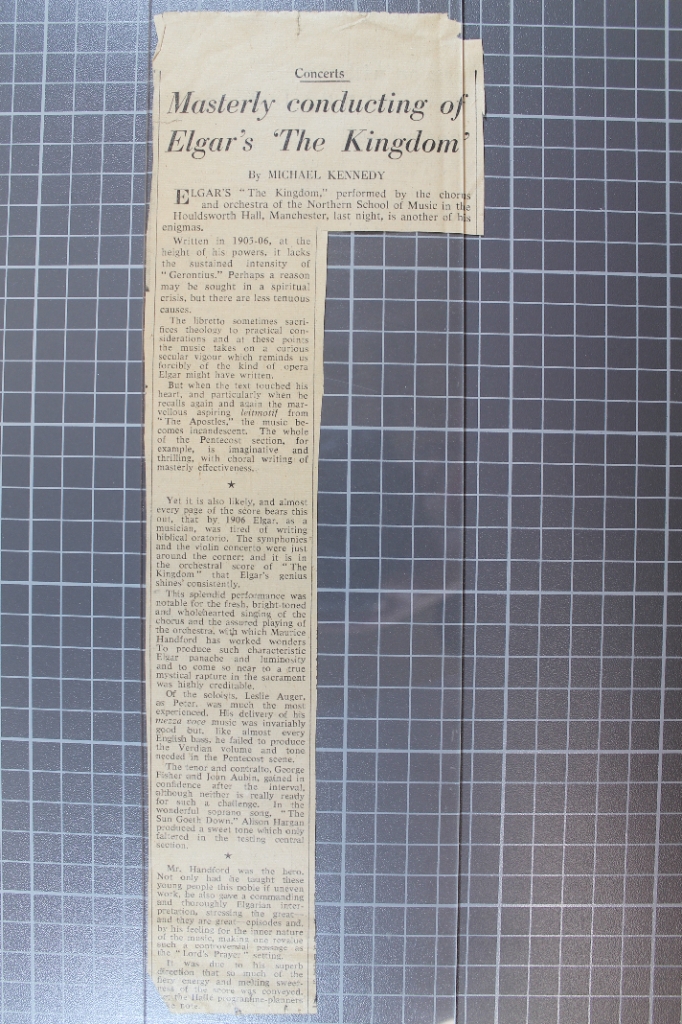 Concerts
Masterly conducting of
Elgar's 'The Kingdom'
By MICHAEL KENNEDY
ELGAR'S "The Kingdom," performed by the chorus
and orchestra of the Northern School of Music in the
Houldsworth Hall, Manchester, last night, is another of his
enigmas.
Written in 1905-06, at the
height of his powers, it lacks
the sustained intensity of
"Gerontius." Perhaps a reason
may be sought in a spiritual
crisis, but there are less tenuous
causes.
The libretto sometimes sacri-
fices theology to practical con-
siderations and at these points
the music takes on a curious
secular vigour which reminds us
forcibly of the kind of opera
Elgar might have written.
But when the text touched his
heart, and particularly when he
recalls again and again the mar-
vellous aspiring leitmotif from
"The Apostles," the music be-
comes incandescent. The whole
of the Pentecost section, for
example, is imaginative and
thrilling, with choral writing of
masterly effectiveness.
★
Yet it is also likely, and almost
every page of the score bears this
out, that by 1906 Elgar, as a
musician, was tired of writing
biblical oratorio. The symphonies
and the violin concerto were just
around the corner; and it is in
the orchestral score of "The
Kingdom" that Elgar's genius
shines consistently.
This splendid performance was
notable for the fresh, bright-toned
and wholehearted singing of the
chorus and the assured playing of
the orchestra, with which Maurice
Handford has worked wonders
To produce such characteristic
Elgar panache and luminosity
and to come so near to a true
mystical rapture in the sacrament
was highly creditable.
Of the soloists, Leslie Auger,
as Peter, was much the most
experienced. His delivery of his
mezza voce music was invariably
good but, like almost every
English bass, he failed to produce
the Verdian volume and tone
needed in the Pentecost scene.
The tenor and contralto, George
Fisher and Joan Aubin, gained in
confidence after the interval,
although neither is really ready
for such a challenge. In the
wonderful soprano song, "The
Sun Goeth Down," Alison Hargan
produced a sweet tone which only
faltered in the testing central
section.
★
Mr. Handford was the hero.
Not only had he taught these
young people this noble if uneven
work, he also gave a commanding
and thoroughly Elgarian inter-
pretation, stressing the great—
and they are great—episodes and,
by his feeling for the inner nature
of the music, making one revalue
such a controversial passage as
the "Lord's Prayer" setting.
It was due to his superb
direction that so much of the
fiery energy and melting sweet-
ness of the score was conveyed.
the Hallé programme-planners
note.